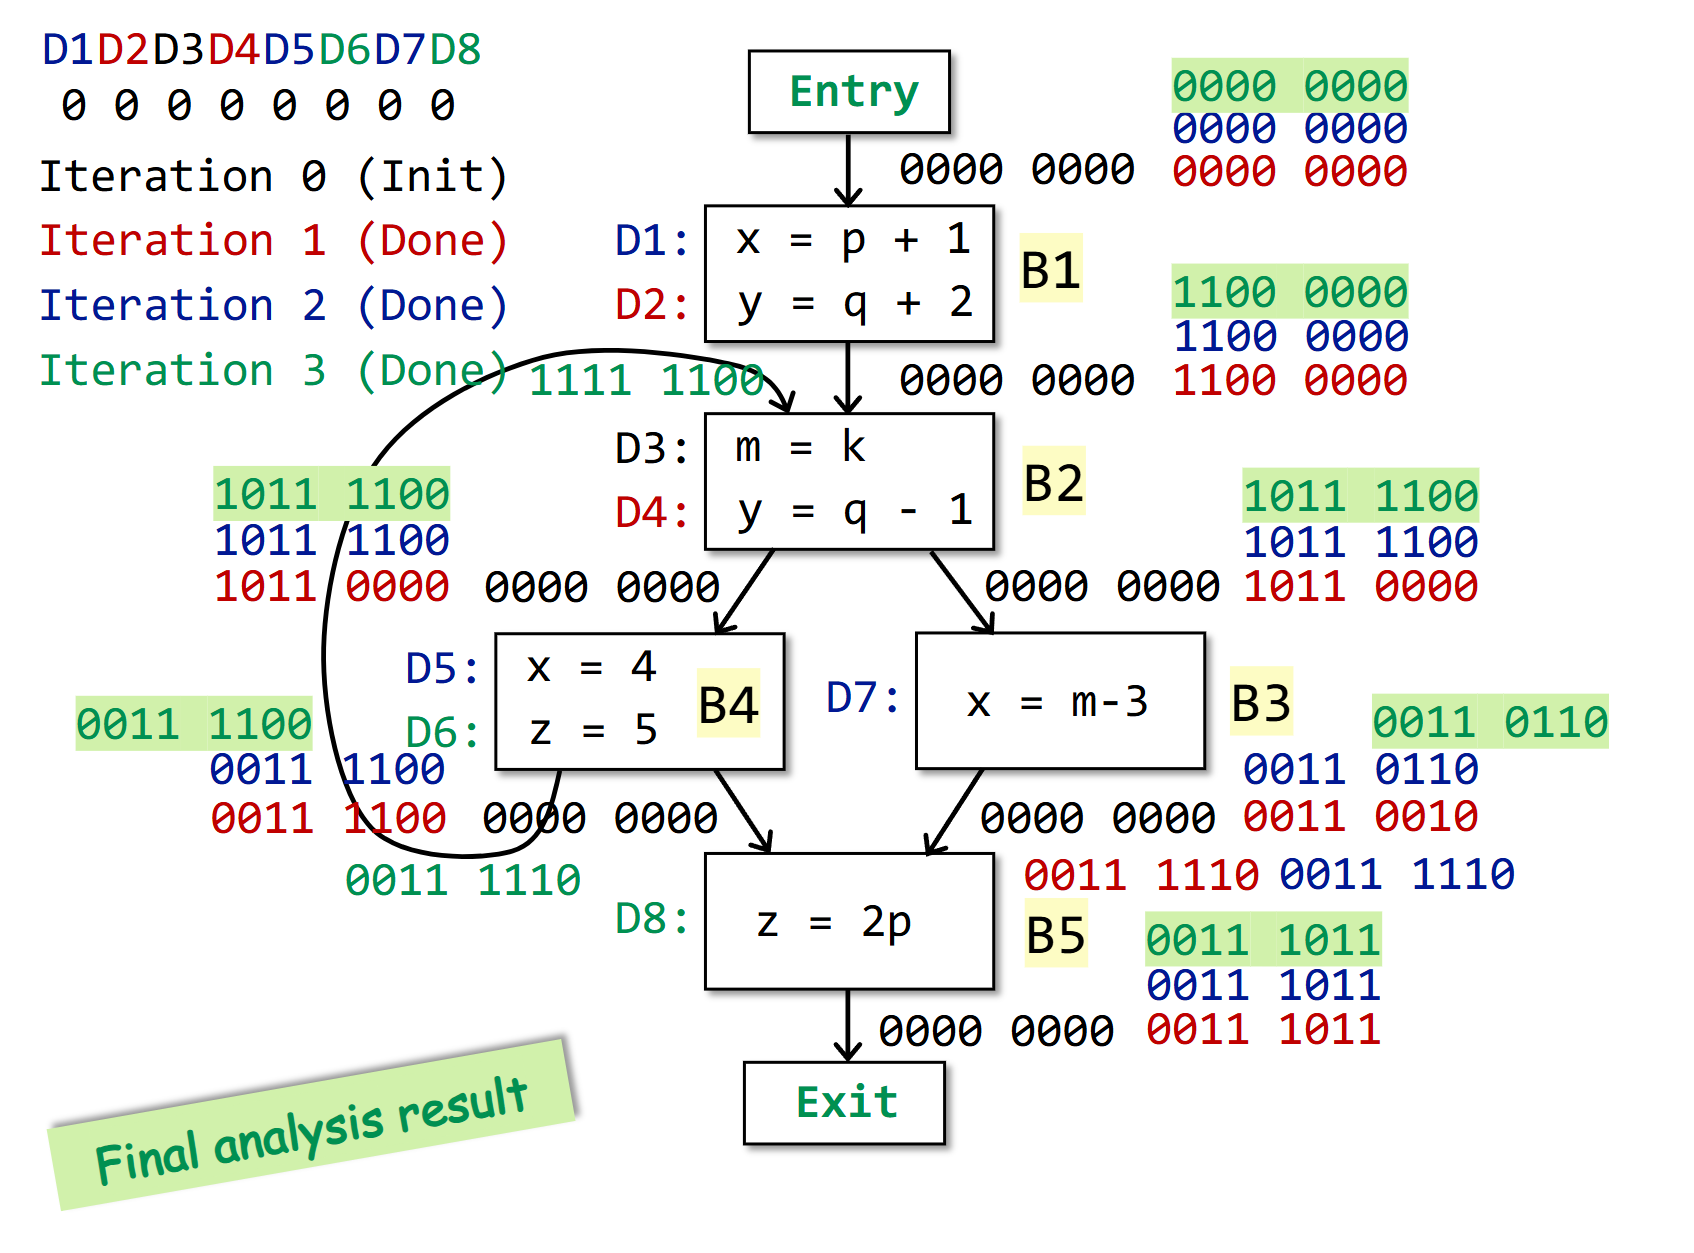 D1D2D3D4D5D6D7D8
0 0 0 0 0 0 0 0
Iteration 0 (Init)
Iteration 1 (Done)
Iteration 2 (Done)
Iteration 3 (Done)
Entry
0000 0000
0000 0000
0000 0000
0000 0000
D1: x = p + 1
D2: y = q + 2
B1
1100 0000
1100 0000
0000 0000 1100 0000
1111 1100
D3: m = k
D4: y = q - 1
B2
1011 1100
1011 1100
1011 0000 0000 0000
1011 1100
1011 1100
0000 0000 1011 0000
D5: x = 4
D6: z = 5
B4
D7: x = m-3
B3
0011 1100
0011 1100
0011 1100 0000 0000
0011 0110
0011 0110
0000 0000 0011 0010
0011 1110
0011 1110 0011 1110
D8: z = 2p
B5
0011 1011
0011 1011
0000 0000 0011 1011
Exit
Final analysis result